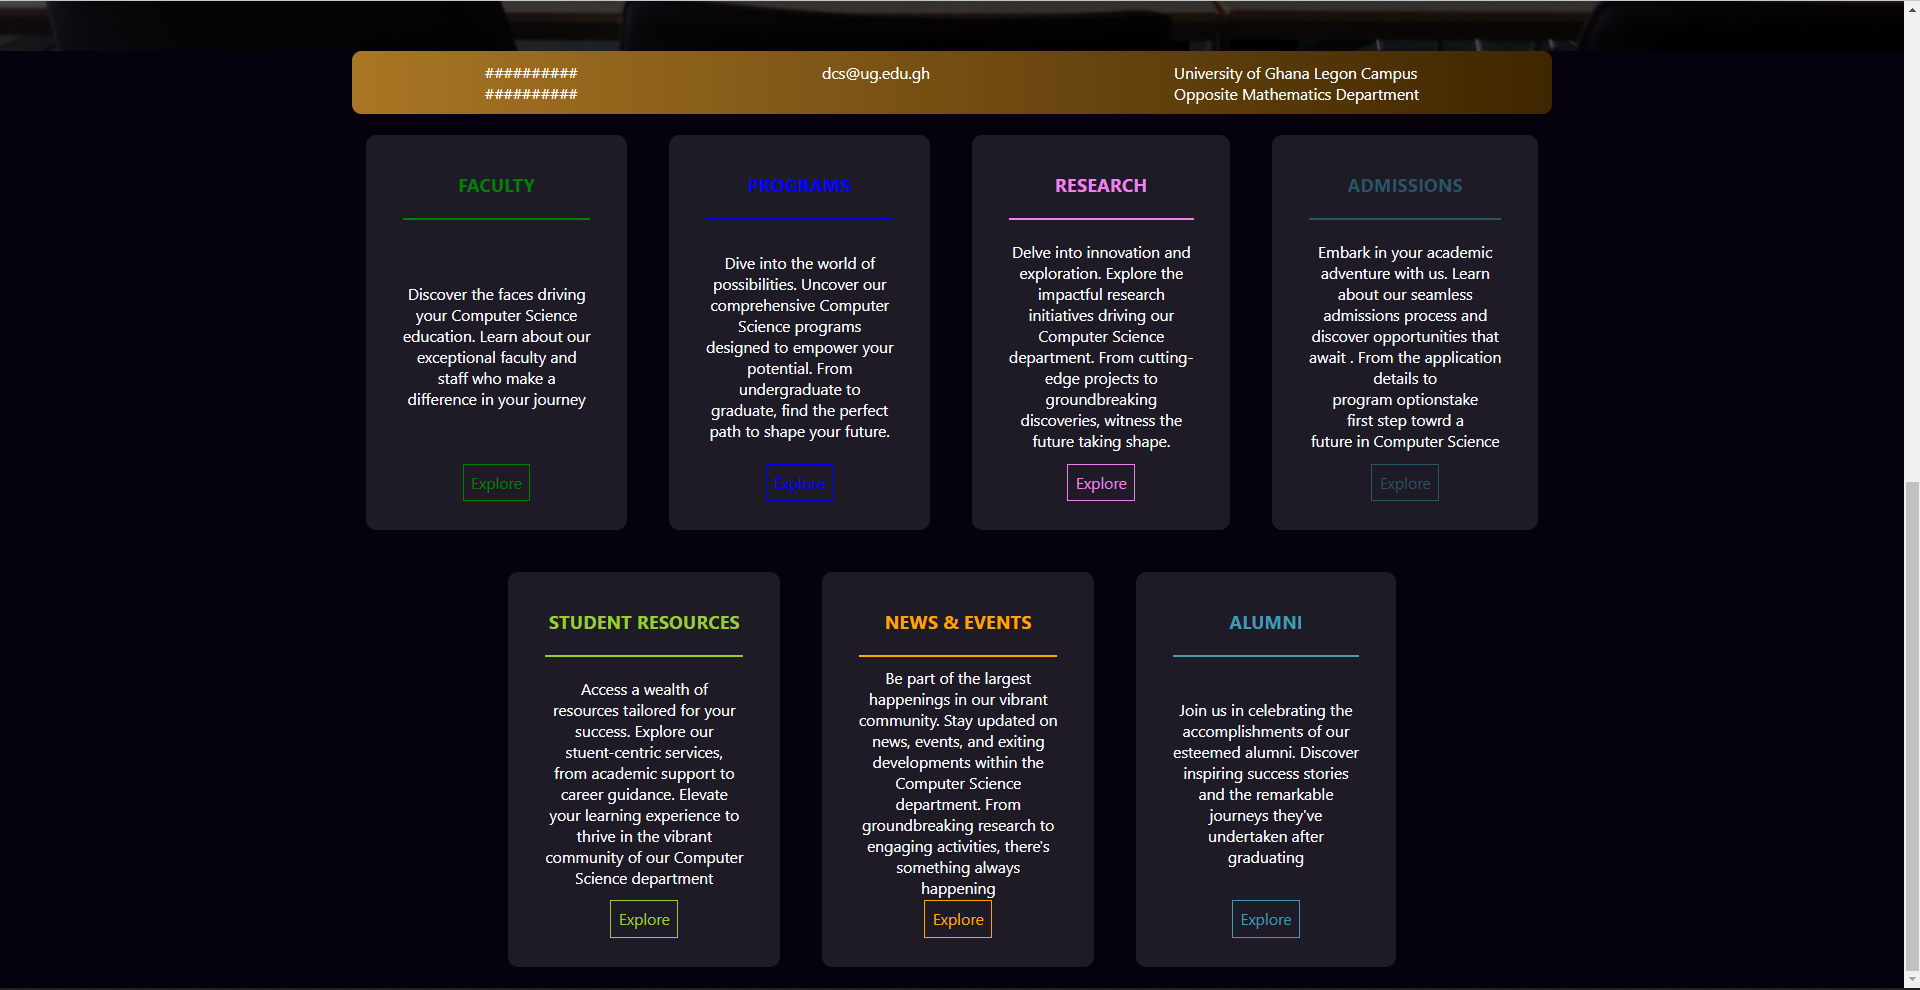 ##########
##########
dcs@ug.edu.gh
University of Ghana Legon Campus
Opposite Mathematics Department
FACULTY
Discover the faces driving
your Computer Science
education. Learn about our
exceptional faculty and
staff who make a
difference in your journey
Explore
PROGRAMS
Dive into the world of
possibilities. Uncover our
comprehensive Computer
Science programs
designed to empower your
potential. From
undergraduate to
graduate, find the perfect
path to shape your future.
Explore
RESEARCH
Delve into innovation and
exploration. Explore the
impactful research
initiatives driving our
Computer Science
department. From cutting-
edge projects to
groundbreaking
discoveries, witness the
future taking shape.
Explore
ADMISSIONS
Embark in your academic
adventure with us. Learn
about our seamless
admissions process and
discover opportunities that
await . From the application
details to
program optionstake
first step towrd a
future in Computer Science
Explore
STUDENT RESOURCES
Access a wealth of
resources tailored for your
success. Explore our
stuent-centric services,
from academic support to
career guidance. Elevate
your learning experience to
thrive in the vibrant
community of our Computer
Science department
Explore
NEWS & EVENTS
Be part of the largest
happenings in our vibrant
community. Stay updated on
news, events, and exiting
developments within the
Computer Science
department. From
groundbreaking research to
engaging activities, there's
something always
happening
Explore
ALUMNI
Join us in celebrating the
accomplishments of our
esteemed alumni. Discover
inspiring success stories
and the remarkable
journeys they've
undertaken after
graduating
Explore